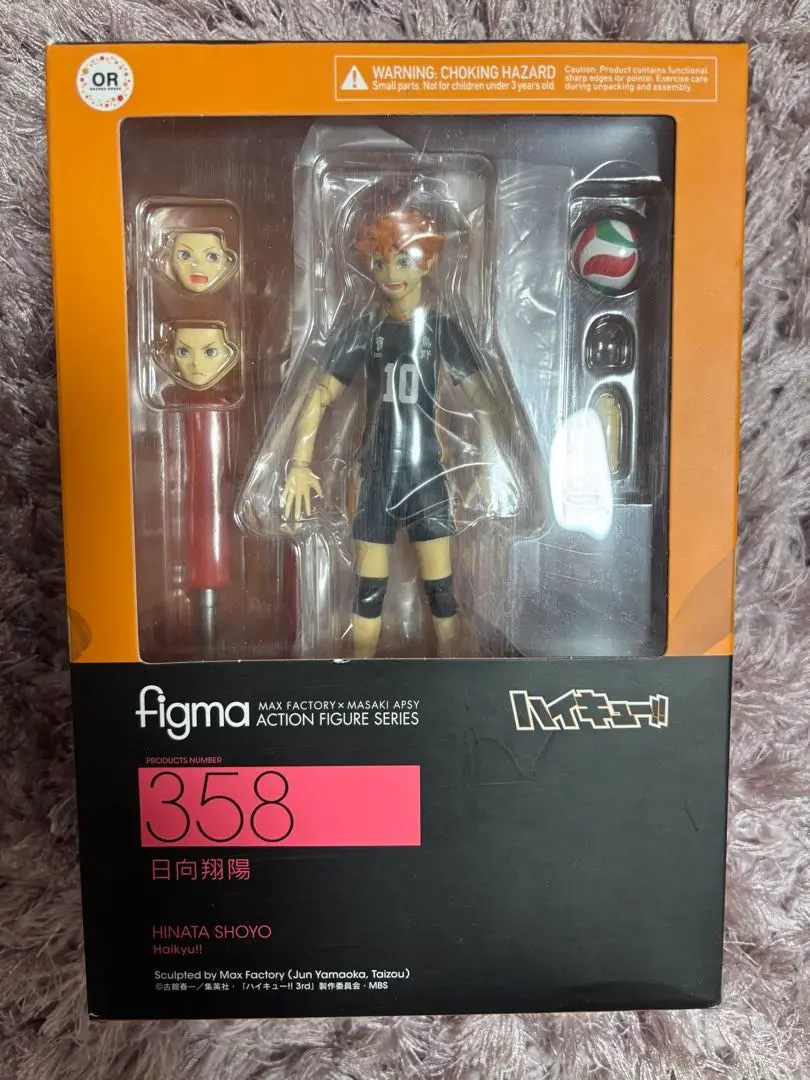 OR
ORANGE ROUGE
WARNING: CHOKING HAZARD
Small parts. Not for children under 3 years old.
Caution: Product contains functional
sharp edges (or points). Exercise care
during unpacking and assembly.
烏野
10
figma
MAX FACTORY × MASAKI APSY
ACTION FIGURE SERIES
ハイキュー!!
PRODUCTS NUMBER
358
日向翔陽
HINATA SHOYO
Haikyu!!
Sculpted by Max Factory (Jun Yamaoka, Taizou)
©古舘春一/集英社・「ハイキュー!! 3rd」製作委員会・MBS